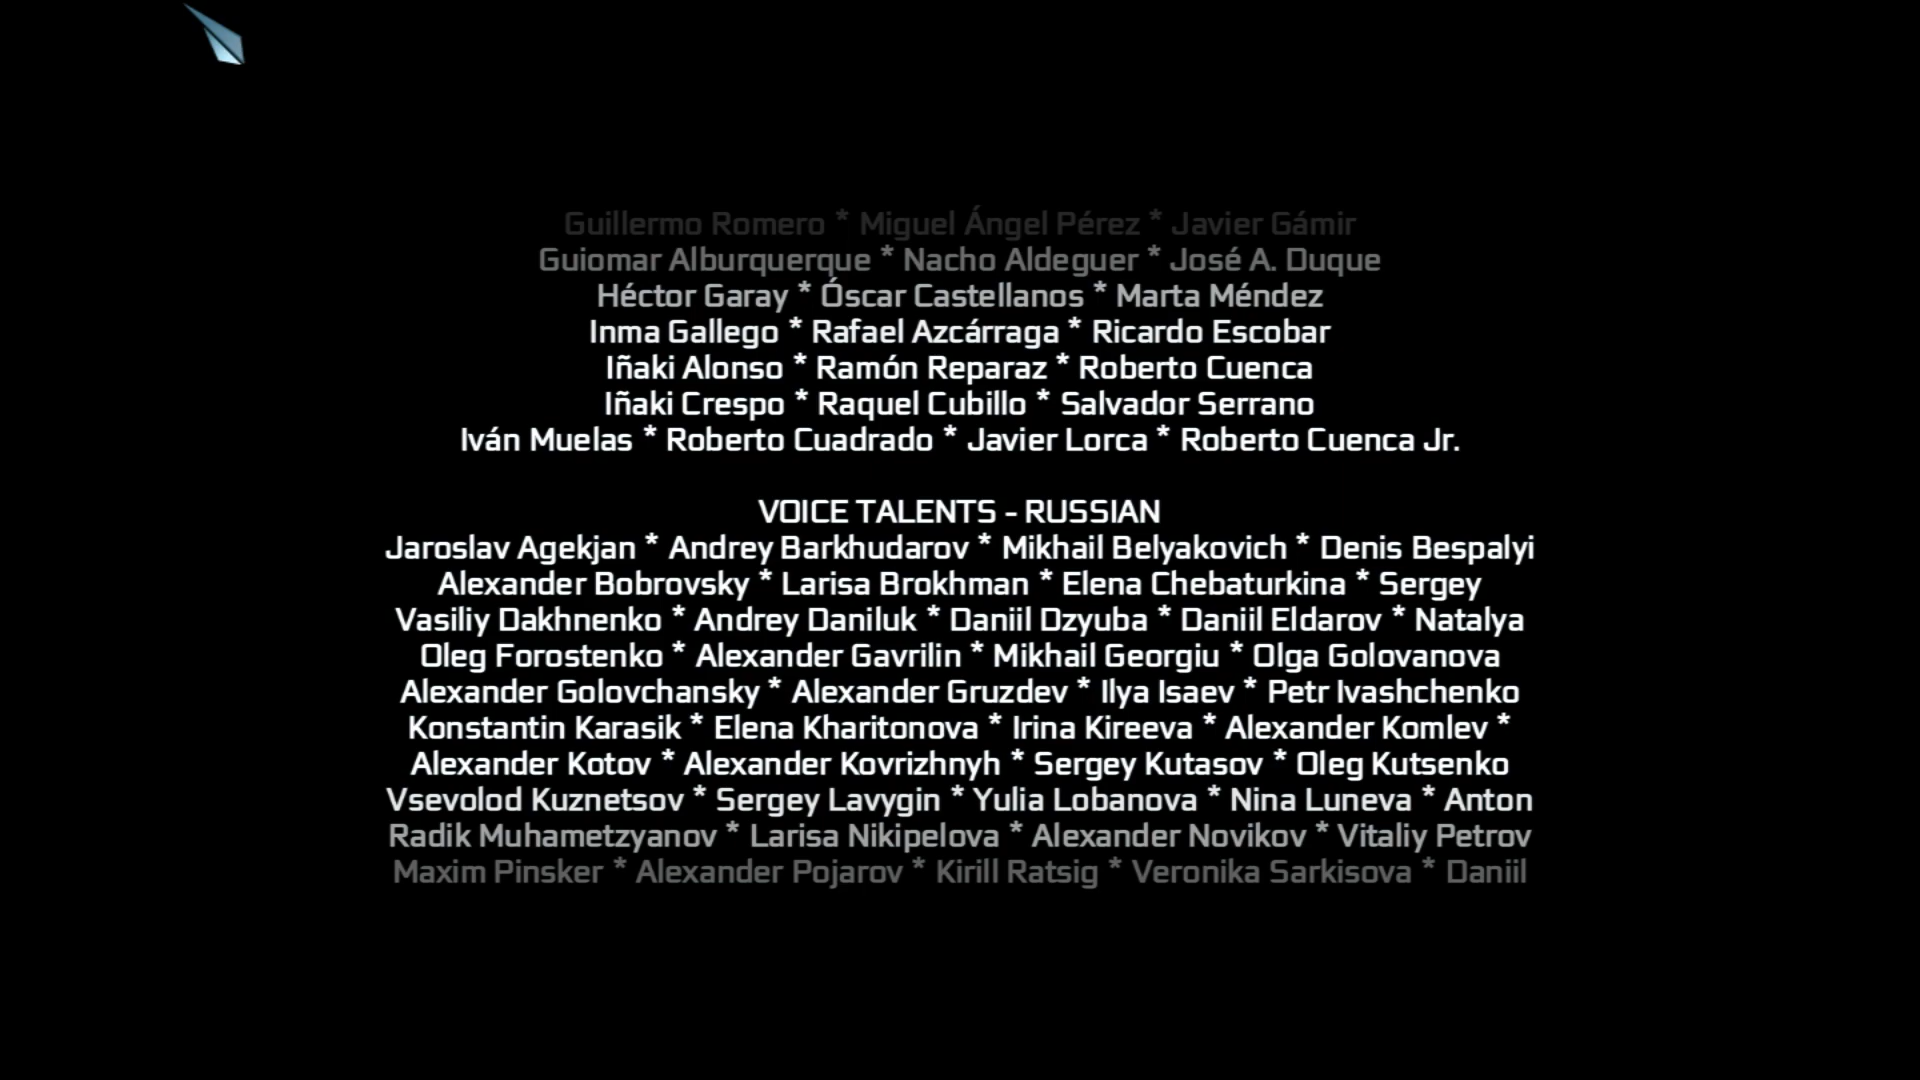 Guillermo Romero * Miguel Ángel Pérez * Javier Gámir
Guiomar Alburquerque * Nacho Aldeguer * José A. Duque
Héctor Garay * Óscar Castellanos * Marta Méndez
Inma Gallego * Rafael Azcárraga * Ricardo Escobar
Iñaki Alonso * Ramón Reparaz * Roberto Cuenca
Iñaki Crespo * Raquel Cubillo * Salvador Serrano
Iván Muelas * Roberto Cuadrado * Javier Lorca * Roberto Cuenca Jr.
VOICE TALENTS - RUSSIAN
Jaroslav Agekjan * Andrey Barkhudarov * Mikhail Belyakovich * Denis Bespalyi
Alexander Bobrovsky * Larisa Brokhman * Elena Chebaturkina * Sergey
Vasiliy Dakhnenko * Andrey Daniluk * Daniil Dzyuba * Daniil Eldarov * Natalya
Oleg Forostenko * Alexander Gavrilin * Mikhail Georgiu * Olga Golovanova
Alexander Golovchansky * Alexander Gruzdev * Ilya Isaev * Petr Ivashchenko
Konstantin Karasik * Elena Kharitonova * Irina Kireeva * Alexander Komlev *
Alexander Kotov * Alexander Kovrizhnyh * Sergey Kutasov * Oleg Kutsenko
Vsevolod Kuznetsov * Sergey Lavygin * Yulia Lobanova * Nina Luneva * Anton
Radik Muhametzyanov * Larisa Nikipelova * Alexander Novikov * Vitaliy Petrov
Maxim Pinsker * Alexander Pojarov * Kirill Ratsig * Veronika Sarkisova * Daniil